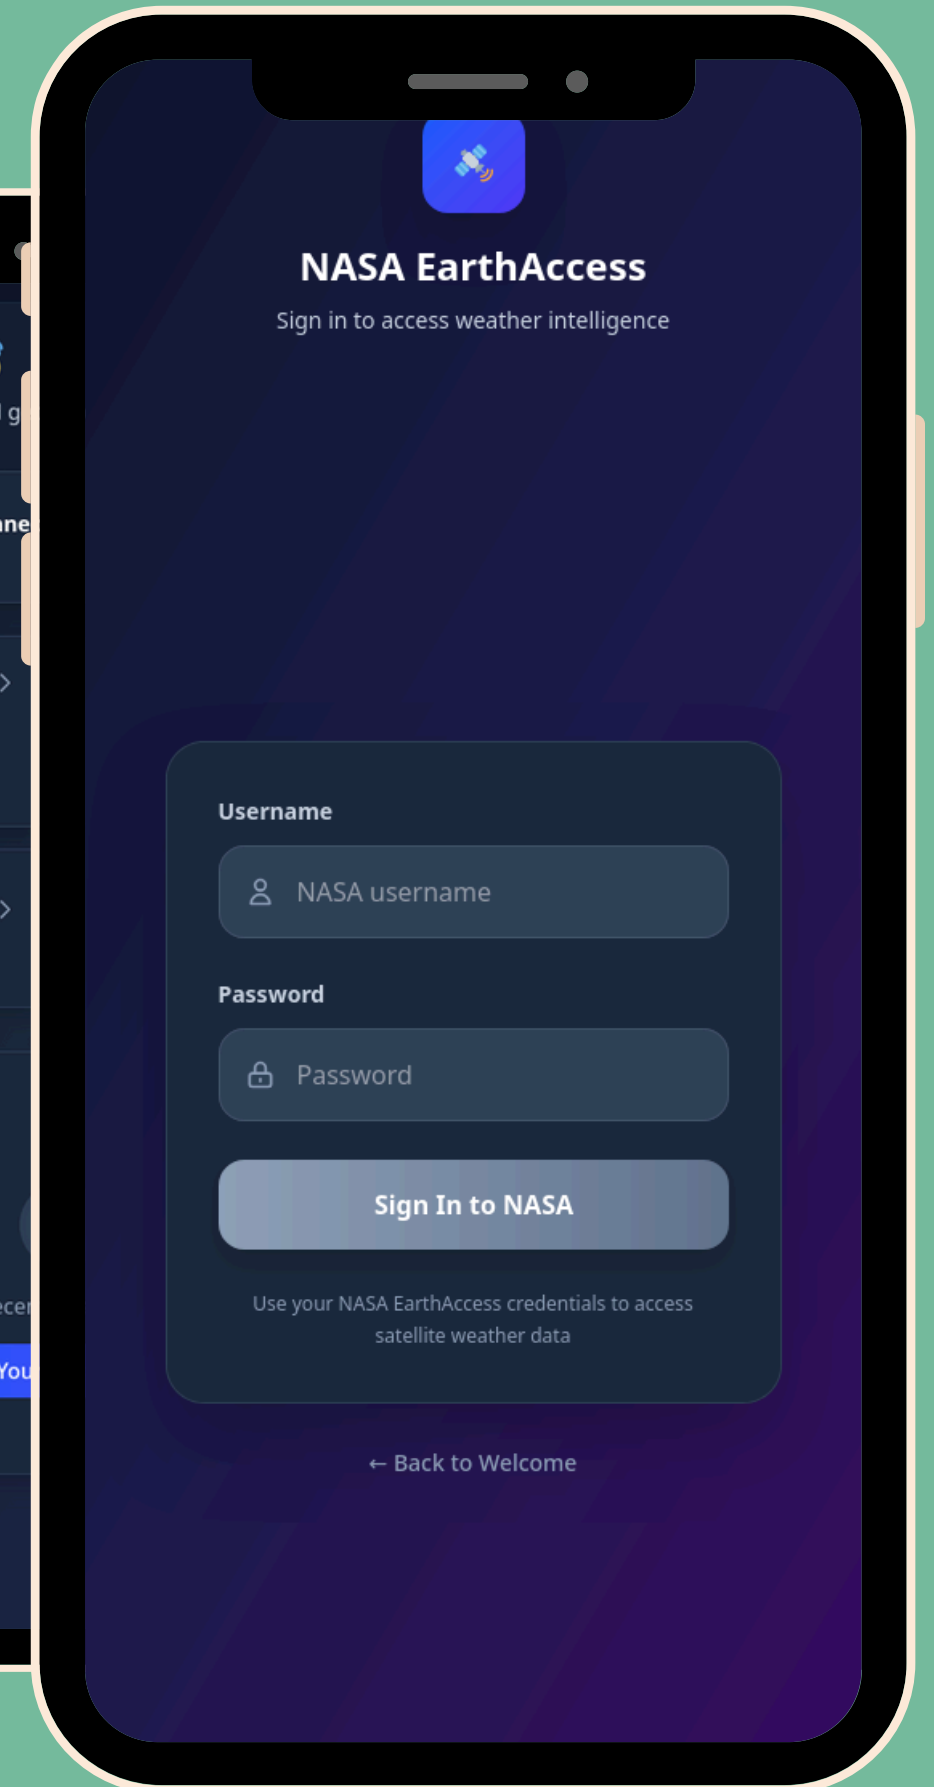 NASA EarthAccess
Sign in to access weather intelligence
Username
NASA username
Password
Password
Sign In to NASA
Use your NASA EarthAccess credentials to access
satellite weather data
← Back to Welcome
You